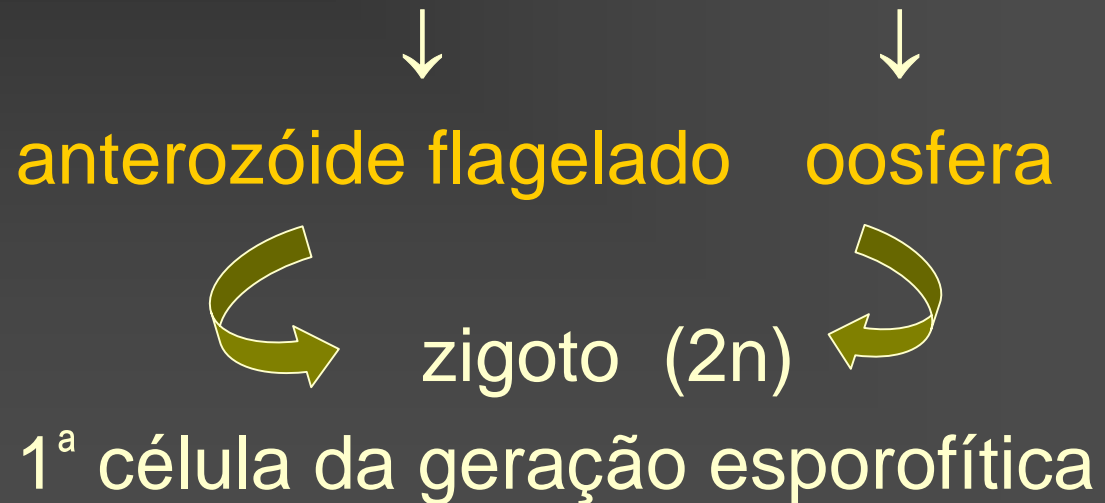 ↓ ↓
anterozóide flagelado oosfera
zigoto (2n)
1ª célula da geração esporofítica